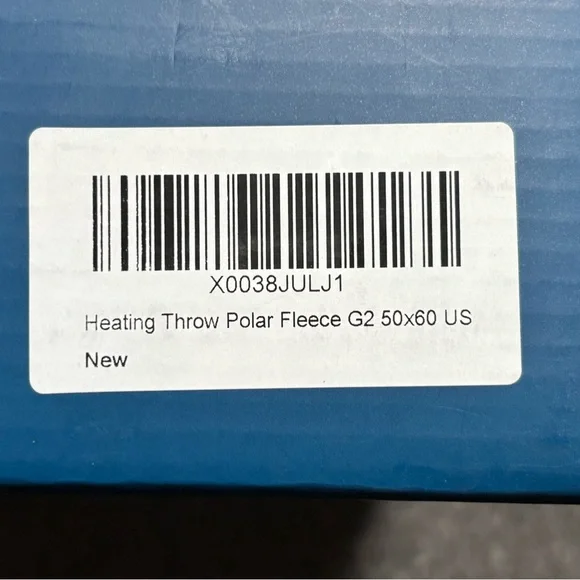 X0038JULJ1
Heating Throw Polar Fleece G2 50x60 US
New